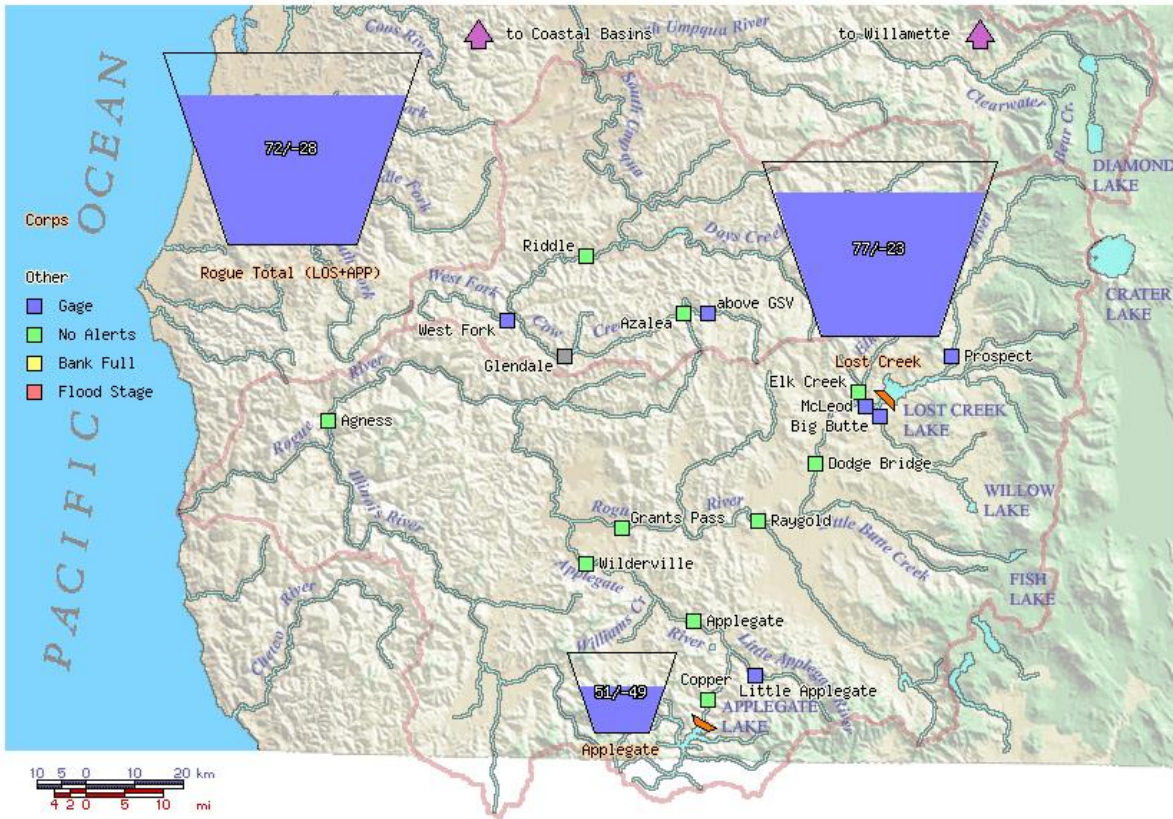 to Coastal Basins
Umpqua River
to Willamette
Coos River
South Umpqua
Clearwater
Bear Cr.
DIAMOND
LAKE
72/-28
77/-23
Corps
PACIFIC OCEAN
Riddle
Days Creek
River
Rogue Total (LOS+APP)
Other
Gage
No Alerts
Bank Full
Flood Stage
West Fork
West Fork
Cow
Creek
Azalea
above GSV
CRATER
LAKE
Glendale
Elk
Lost Creek
Prospect
River
Elk Creek
McLeod
LOST CREEK
LAKE
Big Butte
Rogue
Agness
Dodge Bridge
Illinois River
WILLOW
LAKE
Rogue
River
Grants Pass
Raygold
Little Butte Creek
Wilderville
Applegate
FISH
LAKE
Chetco River
Williams Cr
Applegate
River
Little Applegate
River
Copper
Little Applegate
51/-49
APPLEGATE
LAKE
Applegate
10 5 0 10 20 km
4 2 0 5 10 mi